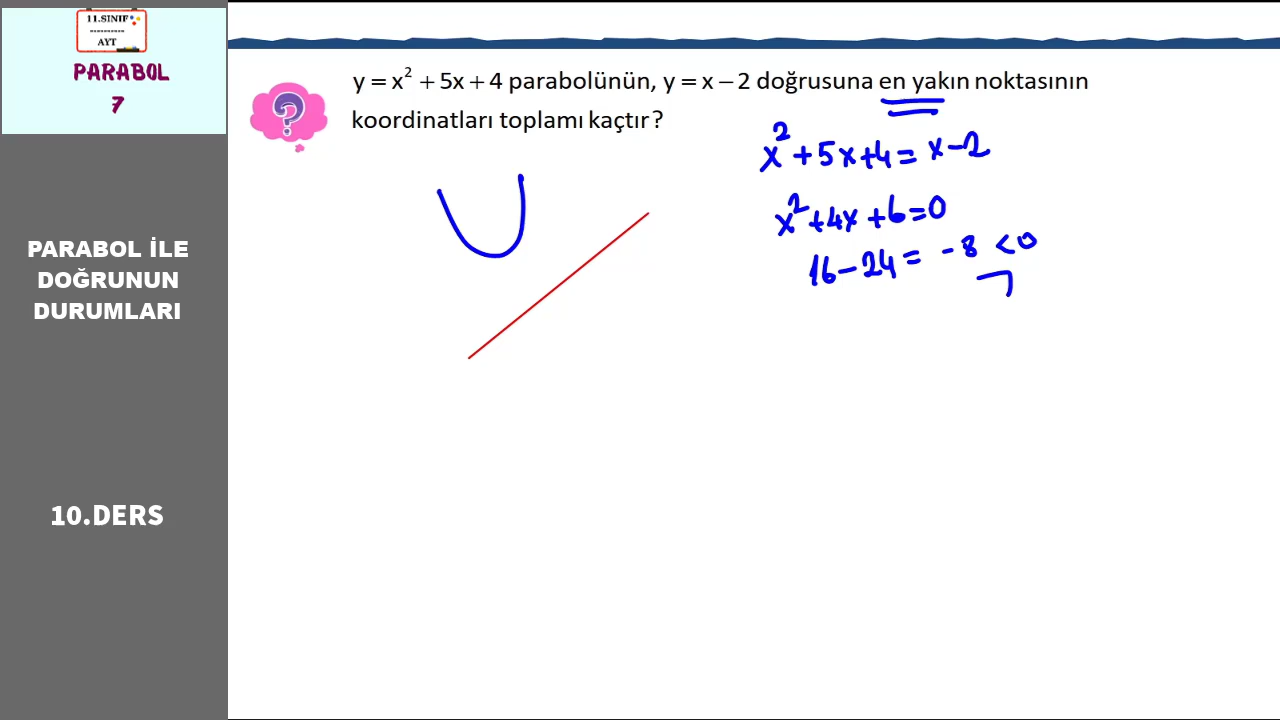 11.SINIF
----------
AYT
PARABOL
7
PARABOL İLE
DOĞRUNUN
DURUMLARI
10.DERS
y = x² + 5x + 4 parabolünün, y = x − 2 doğrusuna en yakın noktasının
koordinatları toplamı kaçtır?
x² + 5x + 4 = x − 2
x² + 4x + 6 = 0
16 − 24 = − 8 < 0